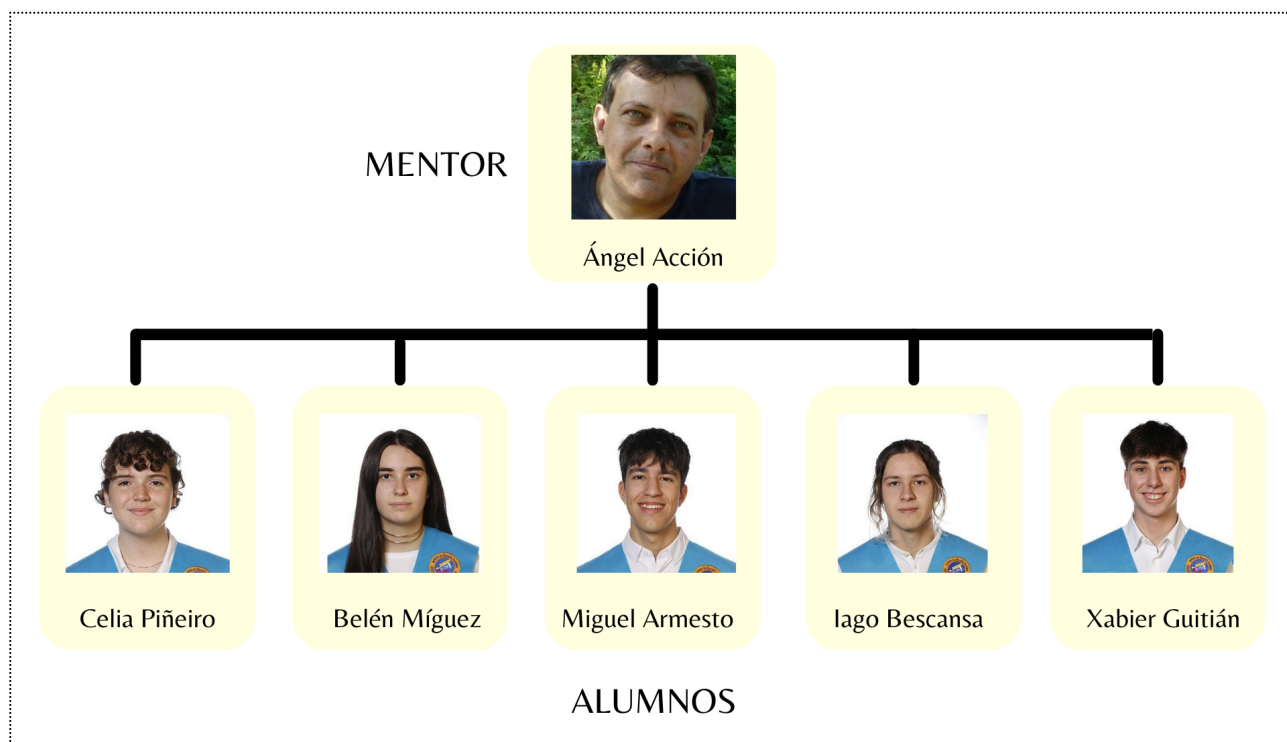 MENTOR
Ángel Acción
Celia Piñeiro
Belén Míguez
Miguel Armesto
Iago Bescansa
Xabier Guitián
ALUMNOS